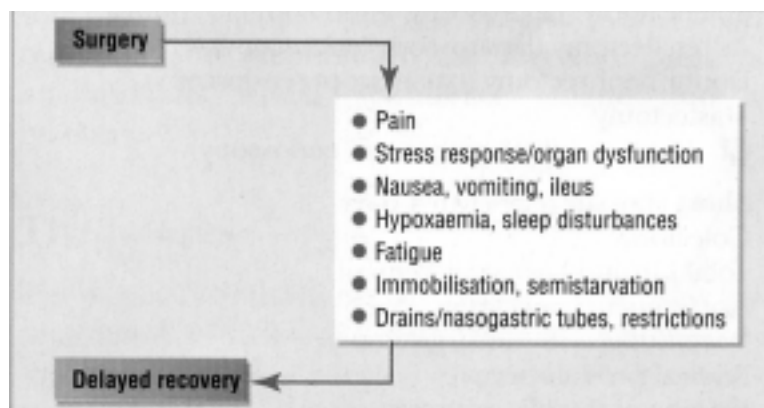 Surgery
● Pain
● Stress response/organ dysfunction
● Nausea, vomiting, ileus
● Hypoxaemia, sleep disturbances
● Fatigue
● Immobilisation, semistarvation
● Drains/nasogastric tubes, restrictions
Delayed recovery